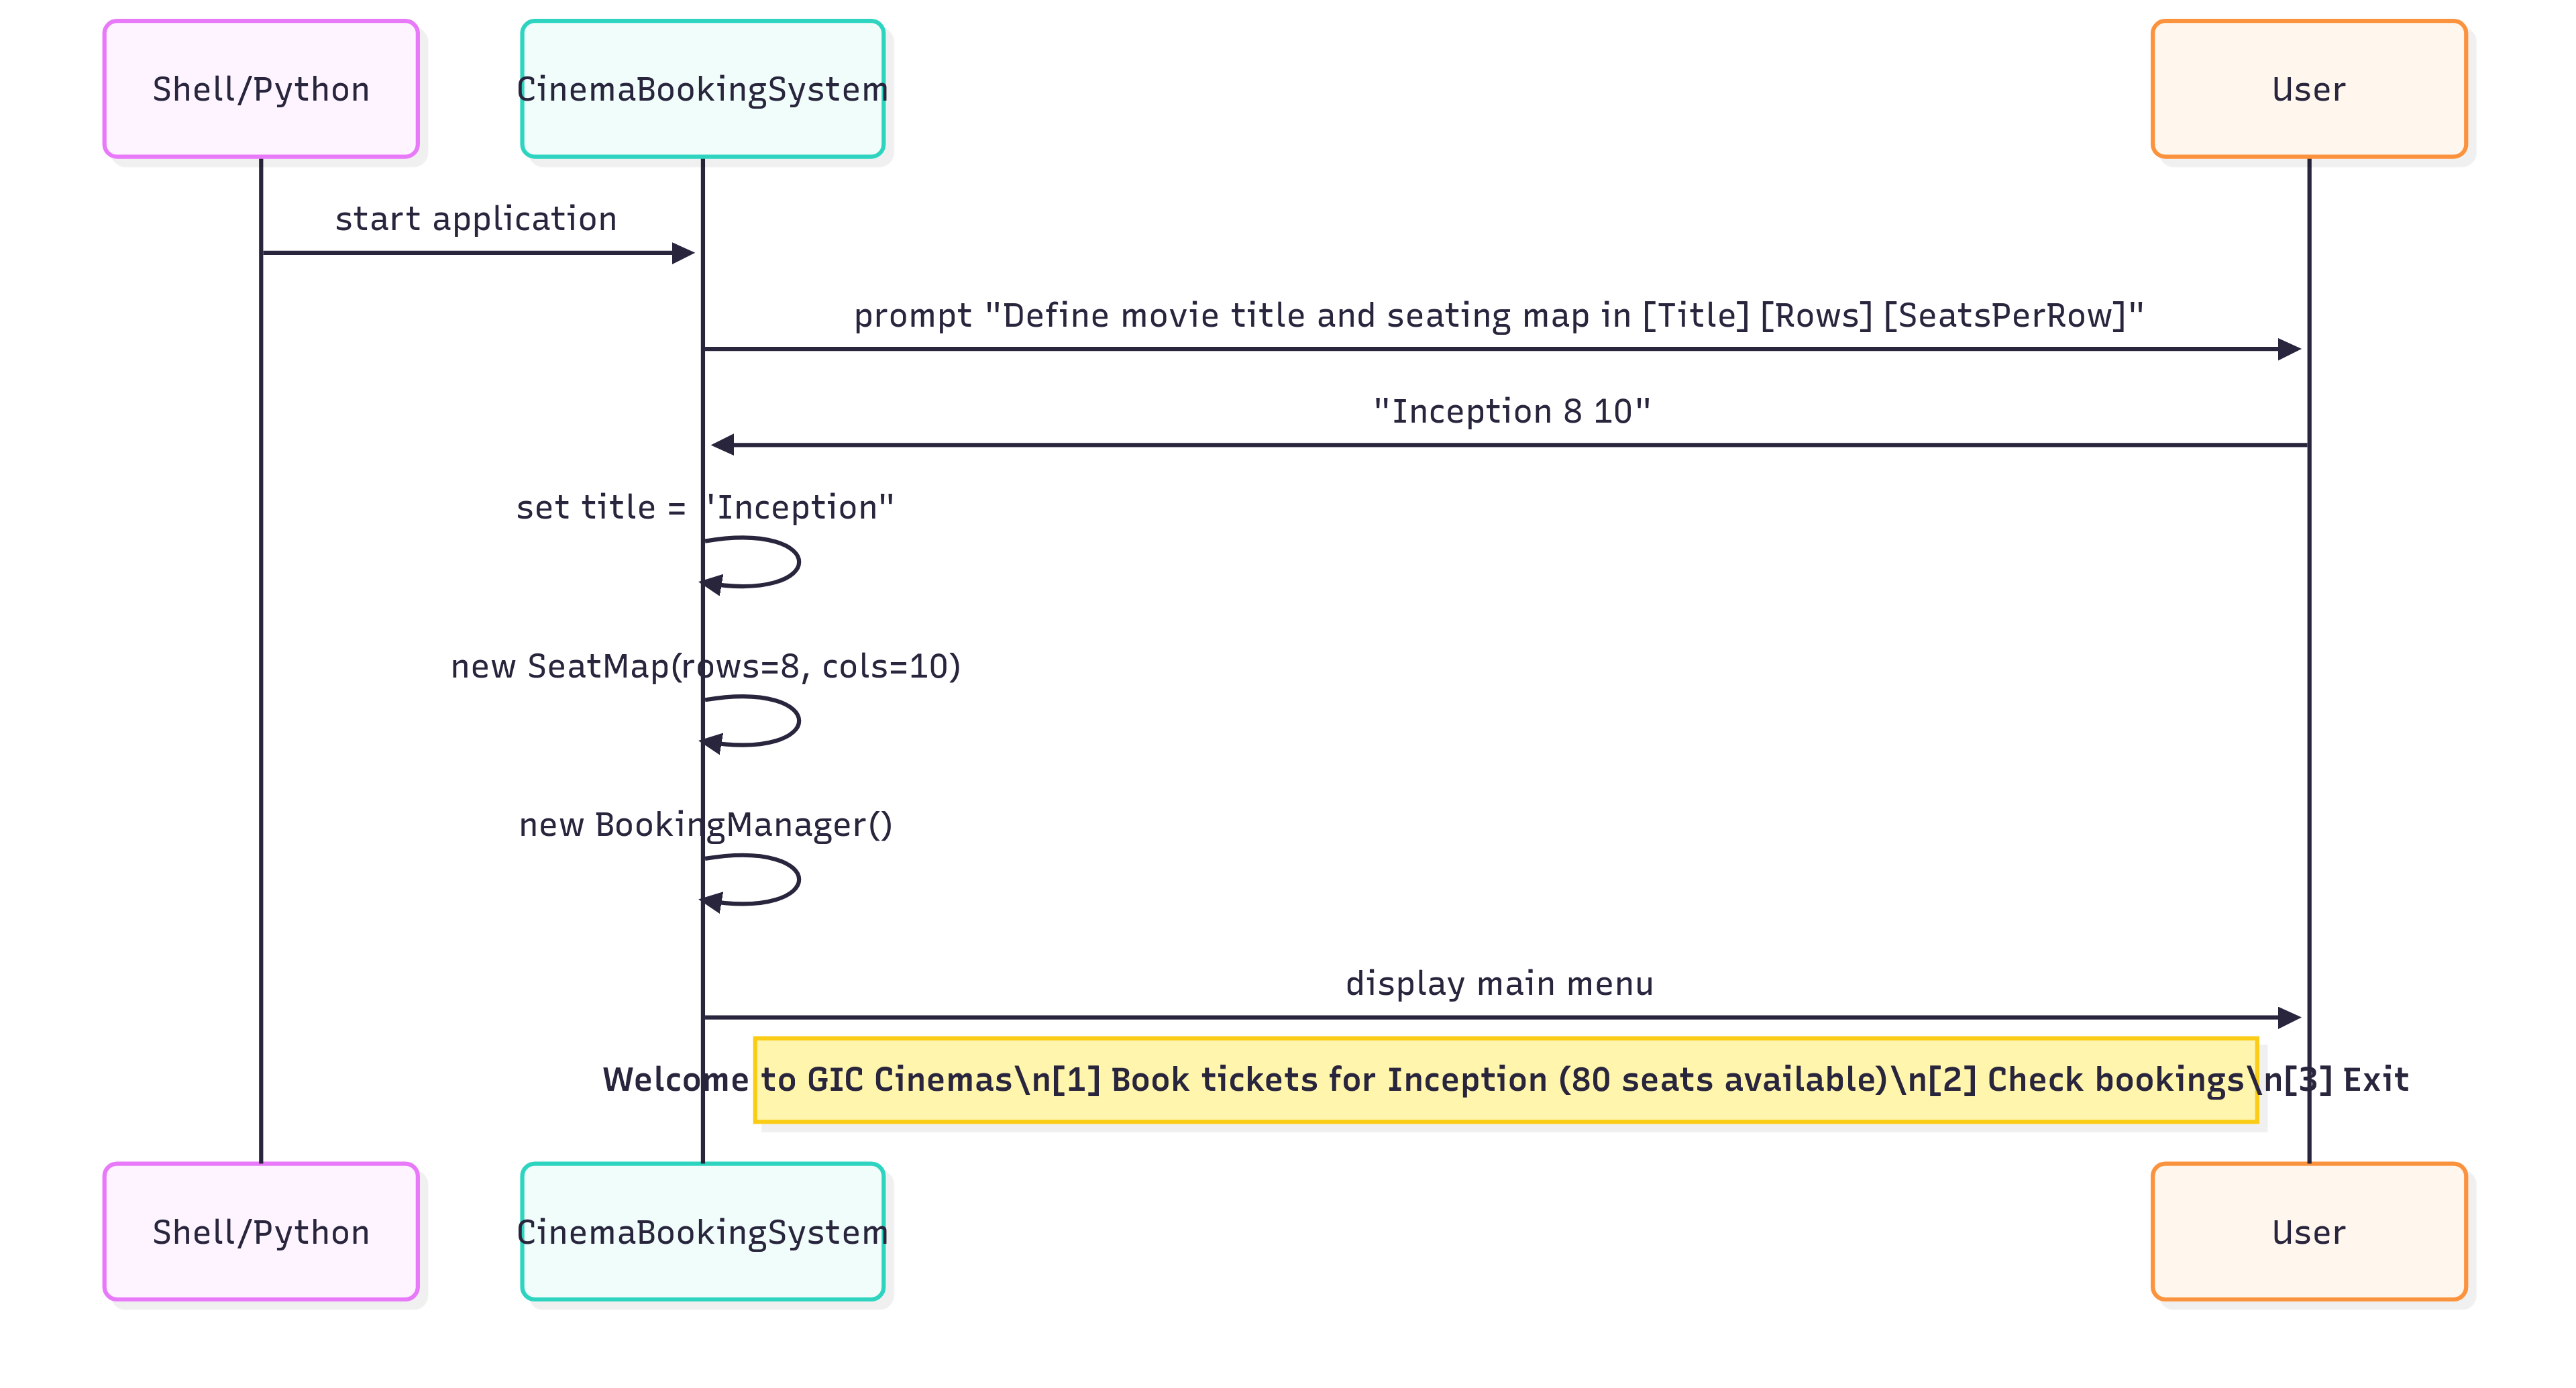 Shell/Python
CinemaBookingSystem
User
start application
prompt "Define movie title and seating map in [Title] [Rows] [SeatsPerRow]"
"Inception 8 10"
set title = "Inception"
new SeatMap(rows=8, cols=10)
new BookingManager()
display main menu
Welcome to GIC Cinemas\n[1] Book tickets for Inception (80 seats available)\n[2] Check bookings\n[3] Exit
Shell/Python
CinemaBookingSystem
User